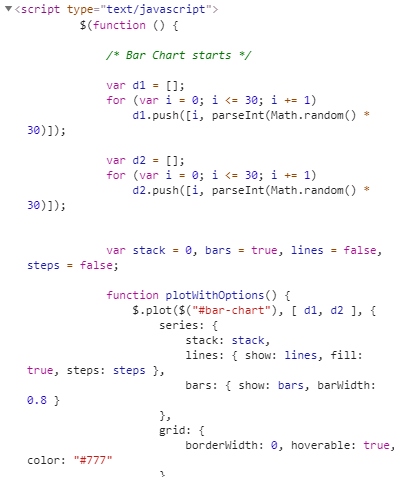 <script type="text/javascript">
$(function () {
/* Bar Chart starts */
var d1 = [];
for (var i = 0; i <= 30; i += 1)
d1.push([i, parseInt(Math.random() *
30)]);
var d2 = [];
for (var i = 0; i <= 30; i += 1)
d2.push([i, parseInt(Math.random() *
30)]);
var stack = 0, bars = true, lines = false,
steps = false;
function plotWithOptions() {
$.plot($("#bar-chart"), [ d1, d2 ], {
series: {
stack: stack,
lines: { show: lines, fill:
true, steps: steps },
bars: { show: bars, barWidth:
0.8 }
},
grid: {
borderWidth: 0, hoverable: true,
color: "#777"
}